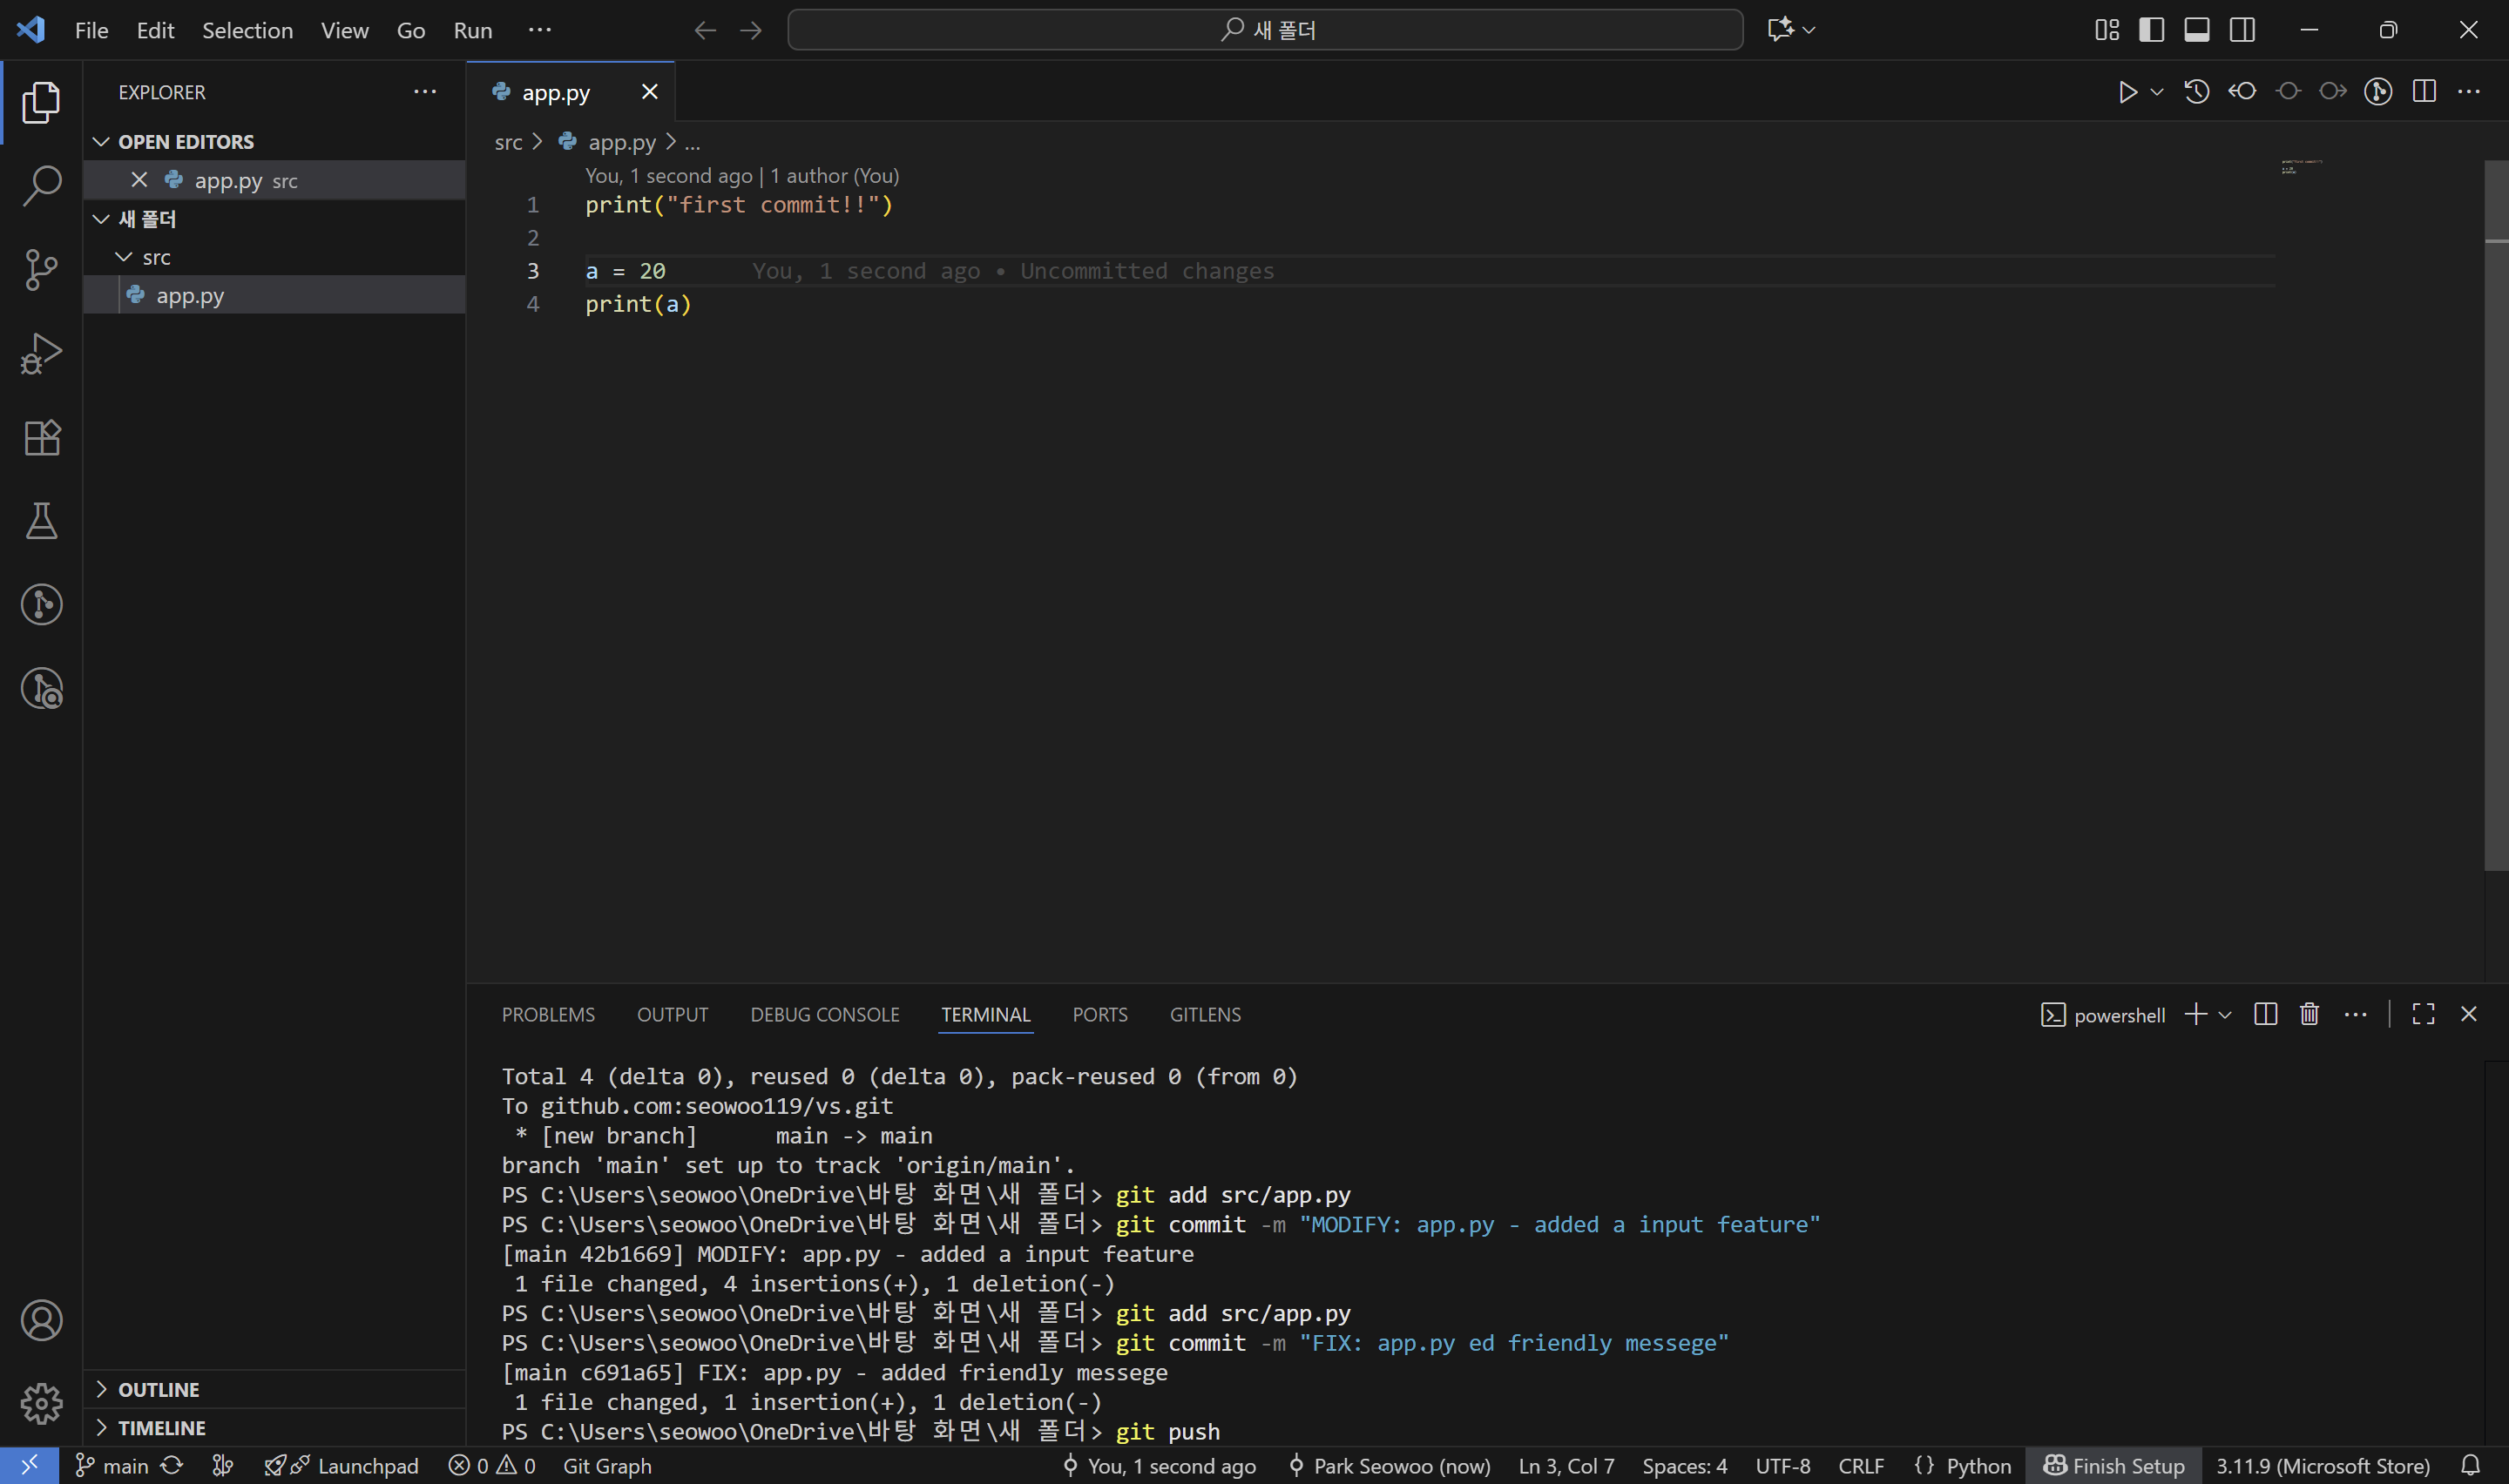 File Edit Selection View Go Run ···
새 폴더
EXPLORER ···
OPEN EDITORS
app.py src
새 폴더
src
app.py
OUTLINE
TIMELINE
app.py
src > app.py > ...
You, 1 second ago | 1 author (You)
1 print("first commit!!")
2
3 a = 20 You, 1 second ago • Uncommitted changes
4 print(a)
PROBLEMS OUTPUT DEBUG CONSOLE TERMINAL PORTS GITLENS
powershell
Total 4 (delta 0), reused 0 (delta 0), pack-reused 0 (from 0)
To github.com:seowoo119/vs.git
 * [new branch]      main -> main
branch 'main' set up to track 'origin/main'.
PS C:\Users\seowoo\OneDrive\바탕 화면\새 폴더> git add src/app.py
PS C:\Users\seowoo\OneDrive\바탕 화면\새 폴더> git commit -m "MODIFY: app.py - added a input feature"
[main 42b1669] MODIFY: app.py - added a input feature
 1 file changed, 4 insertions(+), 1 deletion(-)
PS C:\Users\seowoo\OneDrive\바탕 화면\새 폴더> git add src/app.py
PS C:\Users\seowoo\OneDrive\바탕 화면\새 폴더> git commit -m "FIX: app.py ed friendly messege"
[main c691a65] FIX: app.py - added friendly messege
 1 file changed, 1 insertion(+), 1 deletion(-)
PS C:\Users\seowoo\OneDrive\바탕 화면\새 폴더> git push
main Launchpad 0 0 Git Graph You, 1 second ago Park Seowoo (now) Ln 3, Col 7 Spaces: 4 UTF-8 CRLF {} Python Finish Setup 3.11.9 (Microsoft Store)